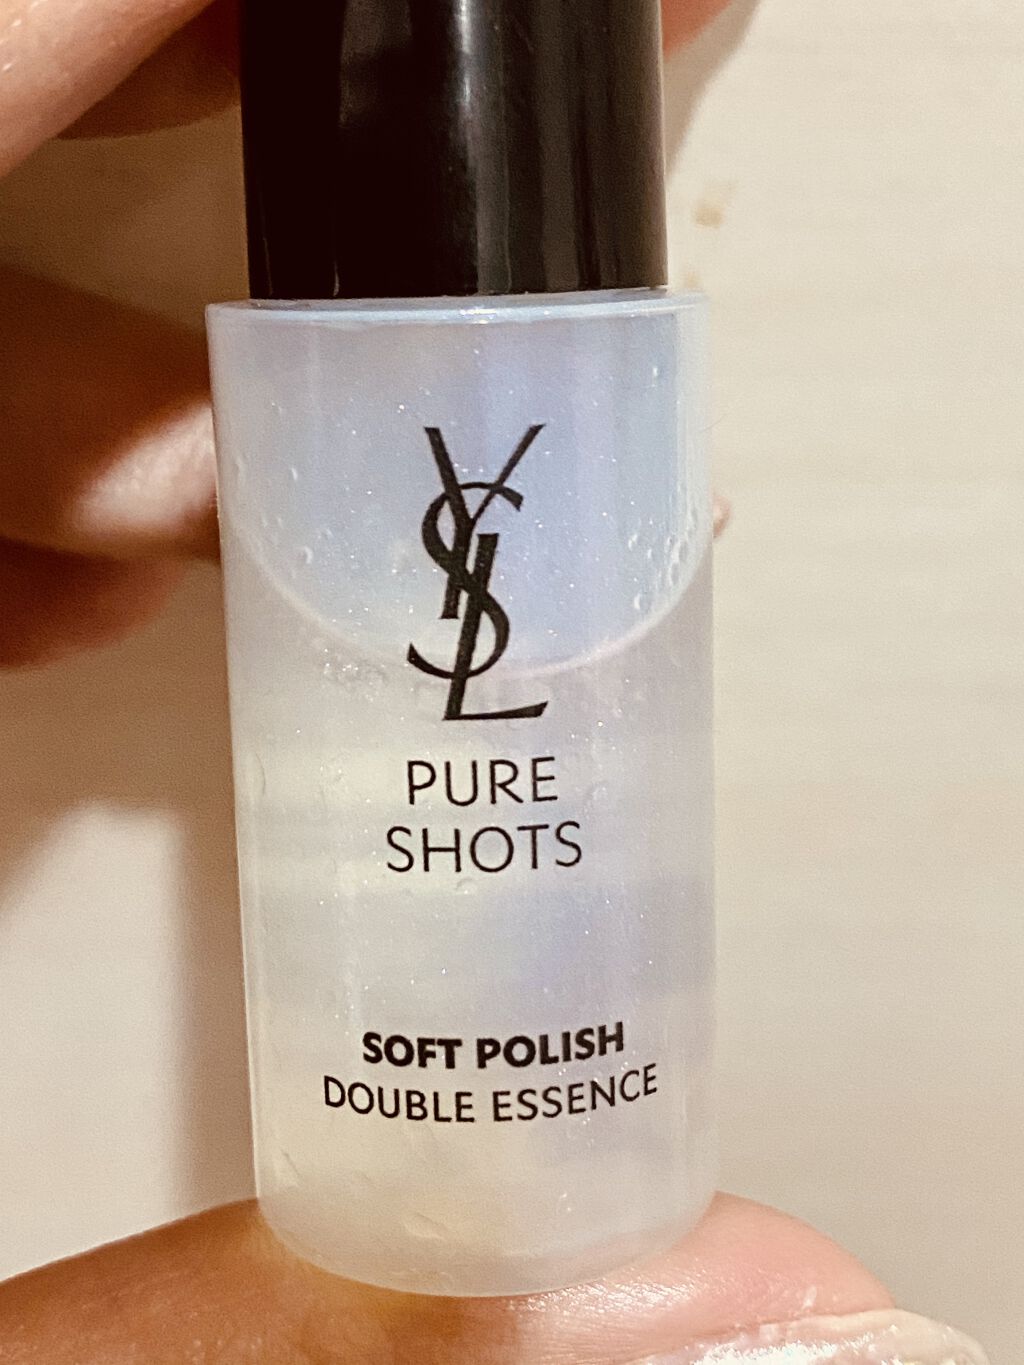 YSL
PURE
SHOTS
SOFT POLISH
DOUBLE ESSENCE